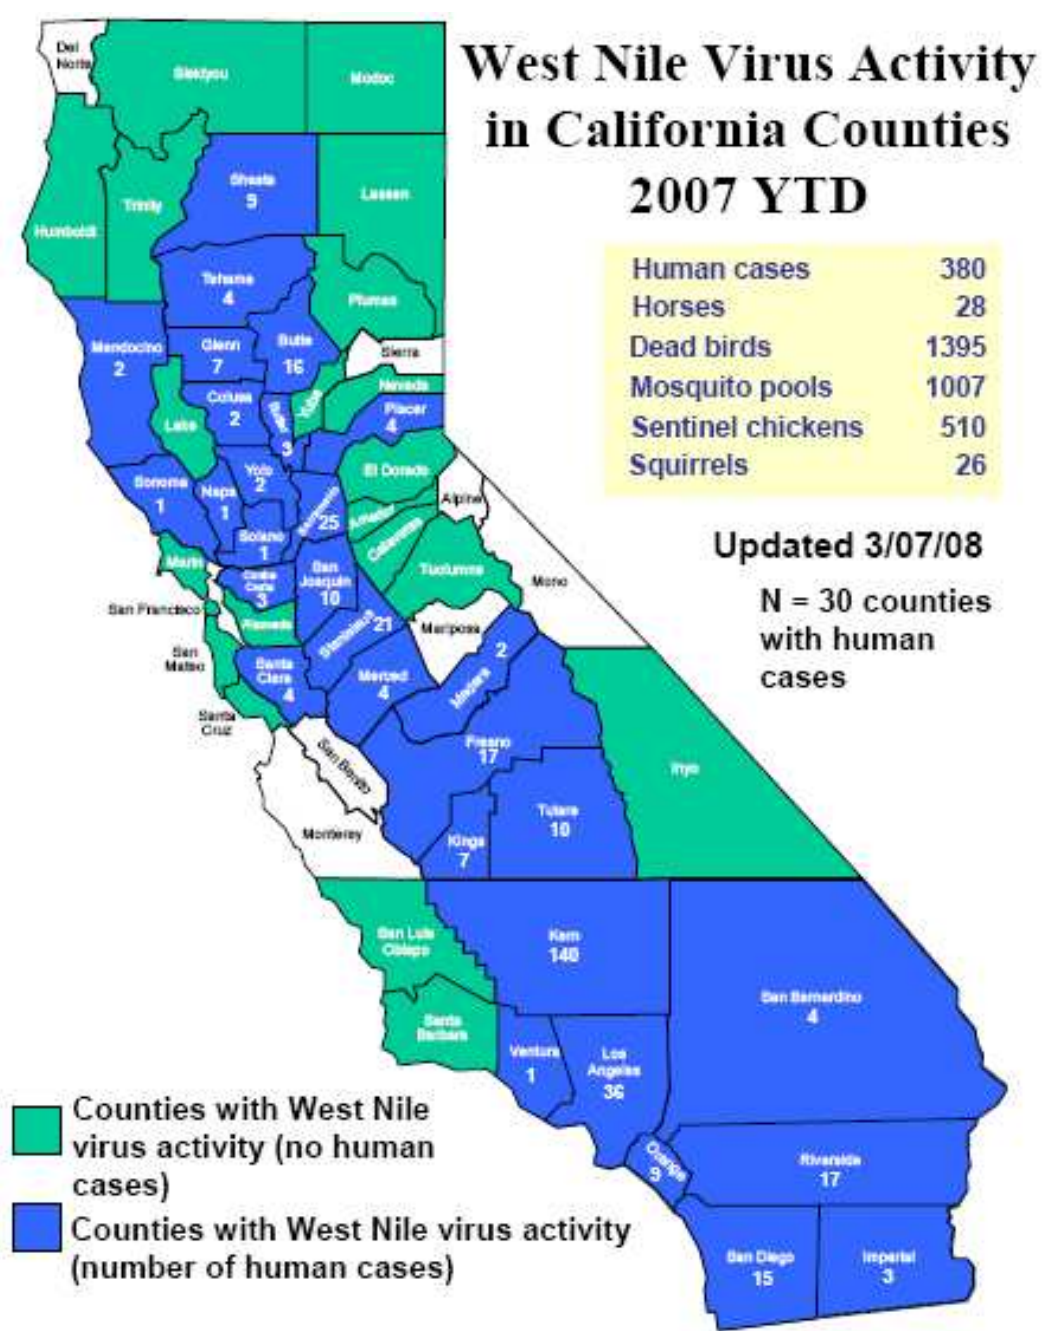 West Nile Virus Activity
in California Counties
2007 YTD
Human cases 380
Horses 28
Dead birds 1395
Mosquito pools 1007
Sentinel chickens 510
Squirrels 26
Updated 3/07/08
N = 30 counties
with human
cases
Del
Norte
Siskiyou
Modoc
Shasta
9
Lassen
Trinity
Humboldt
Tehama
4
Plumas
Mendocino
2
Glenn
7
Butte
16
Sierra
Nevada
Yuba
Lake
Colusa
2
Sutter
3
Placer
4
El Dorado
Sonoma
1
Napa
1
Yolo
2
Sacramento
25
Alpine
Amador
Calaveras
Solano
1
Marin
Contra
Costa
3
San
Joaquin
10
Tuolumne
Mono
San Francisco
Alameda
Stanislaus
21
Mariposa
San
Mateo
Santa
Clara
4
Merced
4
Madera
2
Santa
Cruz
San Benito
Fresno
17
Inyo
Monterey
Kings
7
Tulare
10
San Luis
Obispo
Kern
140
San Bernardino
4
Santa
Barbara
Ventura
1
Los
Angeles
36
Orange
9
Riverside
17
San Diego
15
Imperial
3
Counties with West Nile
virus activity (no human
cases)
Counties with West Nile virus activity
(number of human cases)